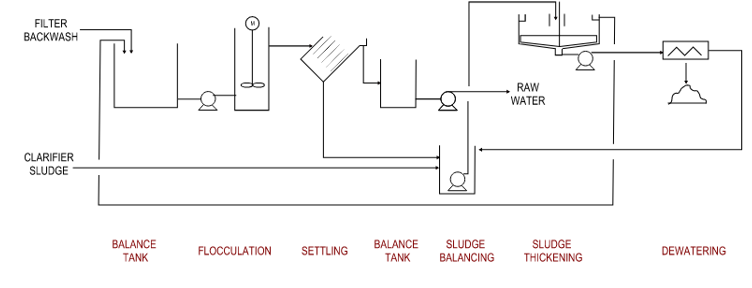 FILTER
BACKWASH
M
RAW
WATER
CLARIFIER
SLUDGE
BALANCE
TANK
FLOCCULATION
SETTLING
BALANCE
TANK
SLUDGE
BALANCING
SLUDGE
THICKENING
DEWATERING